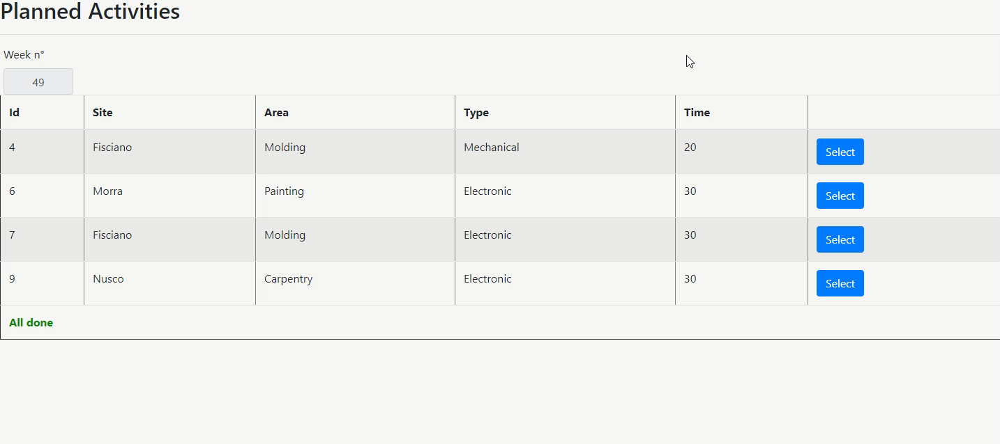 Planned Activities
Week n°
49
Id Site Area Type Time
4 Fisciano Molding Mechanical 20 Select
6 Morra Painting Electronic 30 Select
7 Fisciano Molding Electronic 30 Select
9 Nusco Carpentry Electronic 30 Select
All done